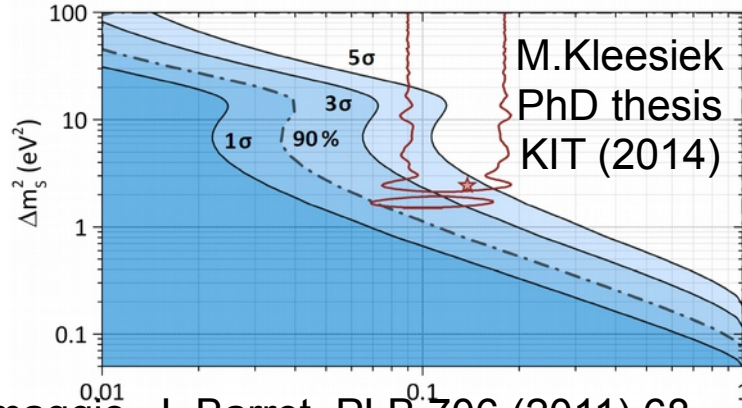 100
5σ
M.Kleesiek
3σ
PhD thesis
10
1σ
90%
KIT (2014)
Δm²ₛ (eV²)
1
0.1
0.01
0.1
J. Barret, PLB 706 (2011) 68